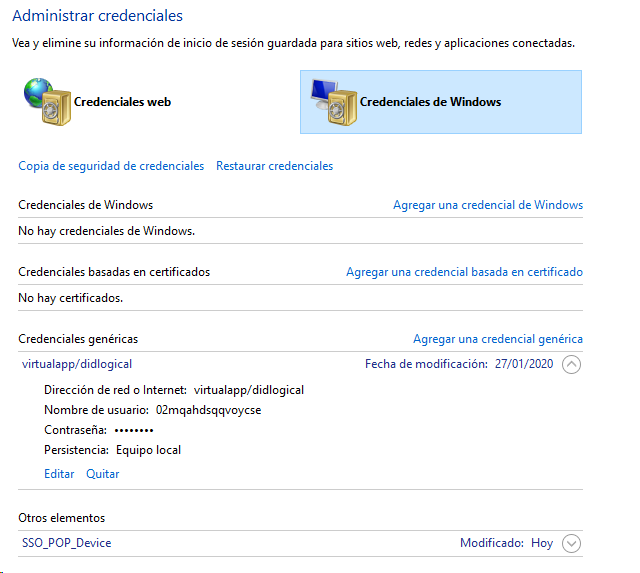 Administrar credenciales
Vea y elimine su información de inicio de sesión guardada para sitios web, redes y aplicaciones conectadas.
Credenciales web
Credenciales de Windows
Copia de seguridad de credenciales Restaurar credenciales
Credenciales de Windows Agregar una credencial de Windows
No hay credenciales de Windows.
Credenciales basadas en certificados Agregar una credencial basada en certificado
No hay certificados.
Credenciales genéricas Agregar una credencial genérica
virtualapp/didlogical Fecha de modificación: 27/01/2020
Dirección de red o Internet: virtualapp/didlogical
Nombre de usuario: 02mqahdsqqvoycse
Contraseña: ••••••••
Persistencia: Equipo local
Editar Quitar
Otros elementos
SSO_POP_Device Modificado: Hoy